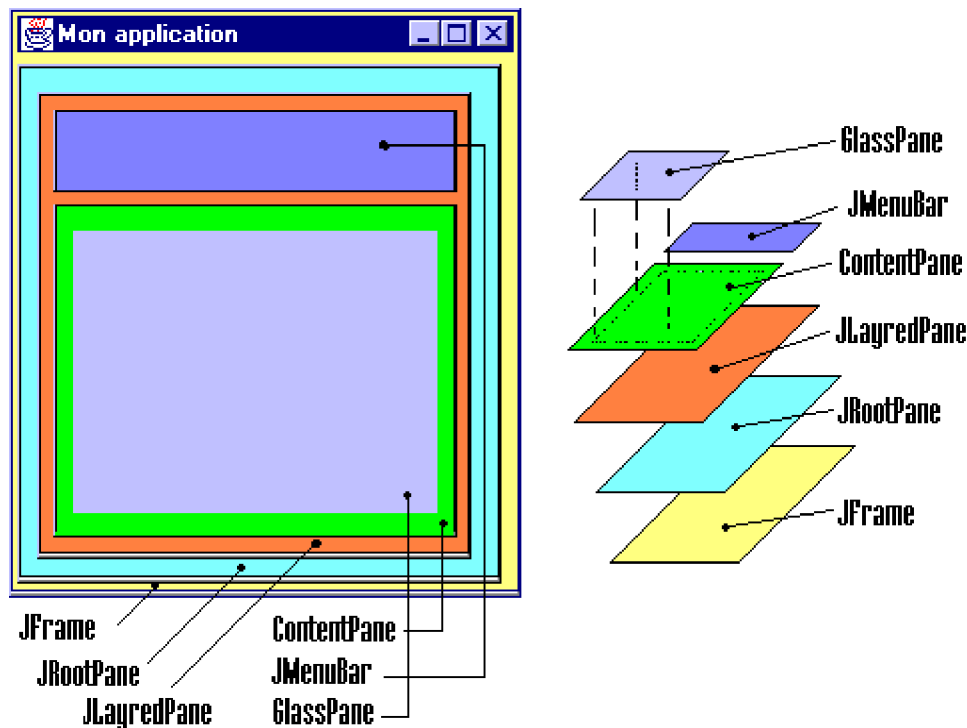 Mon application
GlassPane
JMenuBar
ContentPane
JLayredPane
JRootPane
JFrame
JFrame
ContentPane
JRootPane
JMenuBar
JLayredPane
GlassPane